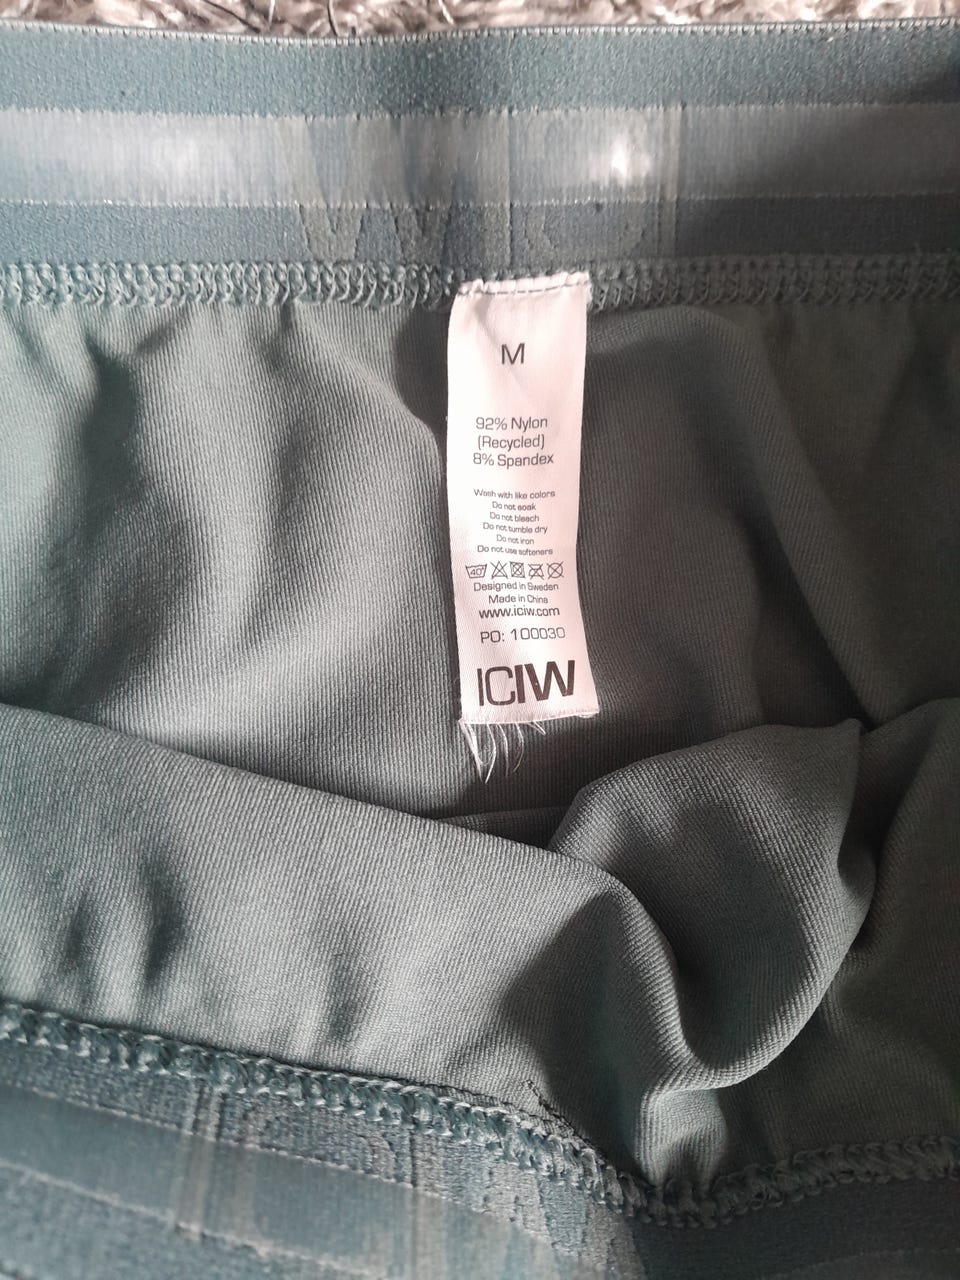 M
92% Nylon
(Recycled)
8% Spandex
Wash with like colors
Do not soak
Do not bleach
Do not tumble dry
Do not iron
Do not use softeners
40°
Designed in Sweden
Made in China
www.iciw.com
PO: 100030
ICIW